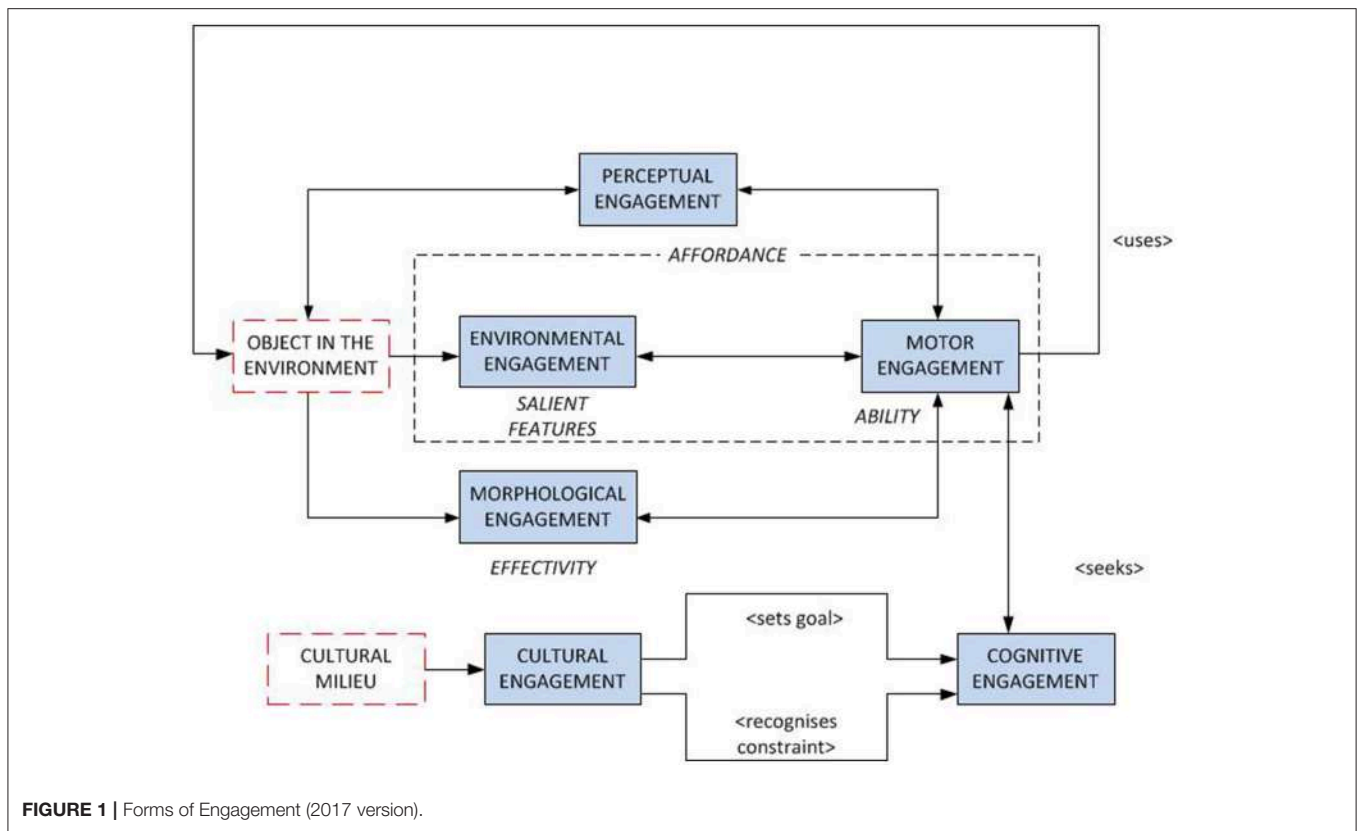 PERCEPTUAL
ENGAGEMENT
<uses>
AFFORDANCE
OBJECT IN THE
ENVIRONMENT
ENVIRONMENTAL
ENGAGEMENT
MOTOR
ENGAGEMENT
SALIENT
FEATURES
ABILITY
MORPHOLOGICAL
ENGAGEMENT
EFFECTIVITY
<seeks>
<sets goal>
CULTURAL
MILIEU
CULTURAL
ENGAGEMENT
COGNITIVE
ENGAGEMENT
<recognises
constraint>
FIGURE 1 | Forms of Engagement (2017 version).